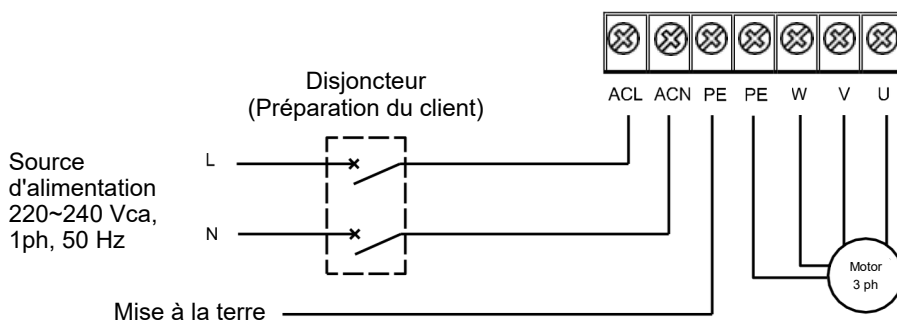 Disjoncteur
(Préparation du client)
ACL ACN PE PE W V U
Source
d'alimentation
220~240 Vca,
1ph, 50 Hz
L
N
Motor
3 ph
Mise à la terre